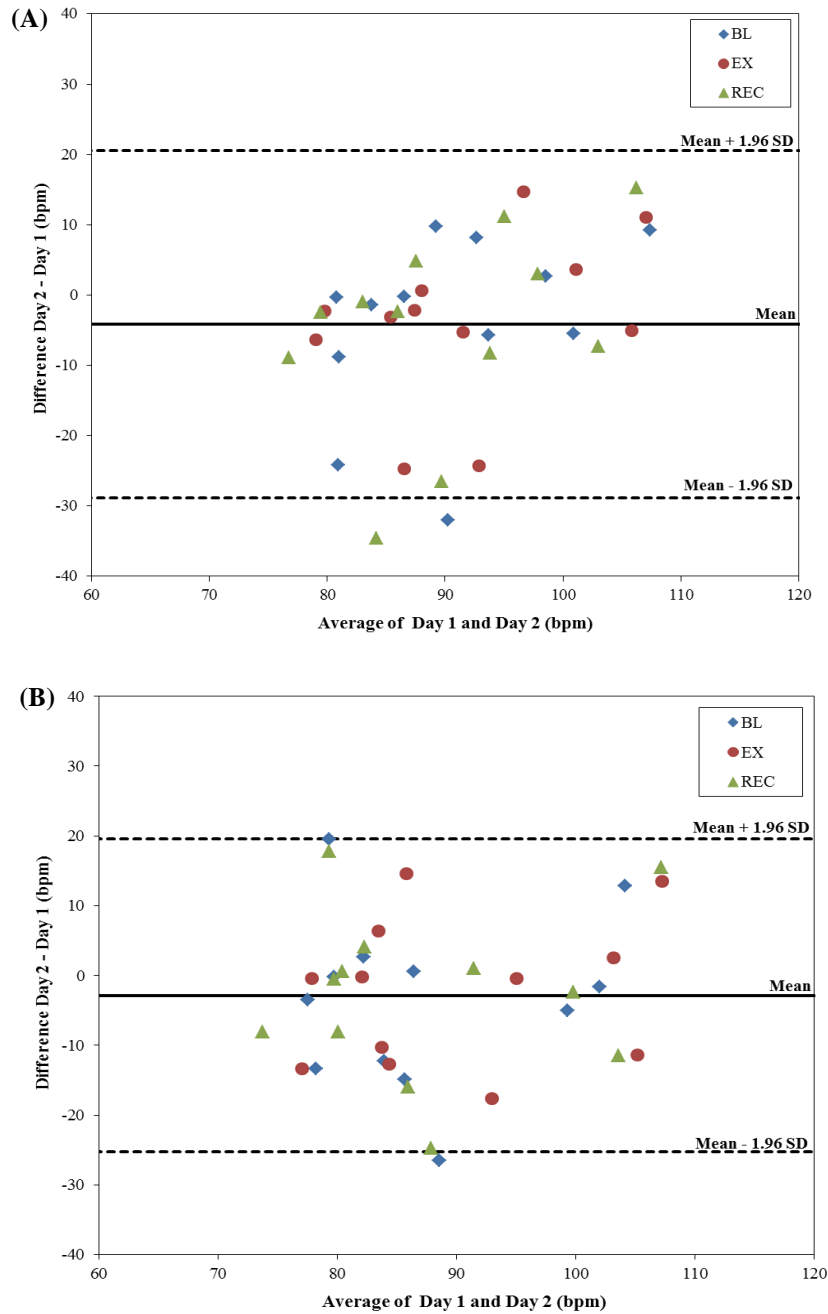 (A)
40
30
20
10
0
-10
-20
-30
-40
Difference Day 2 - Day 1 (bpm)
BL
EX
REC
Mean + 1.96 SD
Mean
Mean - 1.96 SD
60 70 80 90 100 110 120
Average of Day 1 and Day 2 (bpm)
(B)
40
30
20
10
0
-10
-20
-30
-40
Difference Day 2 - Day 1 (bpm)
BL
EX
REC
Mean + 1.96 SD
Mean
Mean - 1.96 SD
60 70 80 90 100 110 120
Average of Day 1 and Day 2 (bpm)